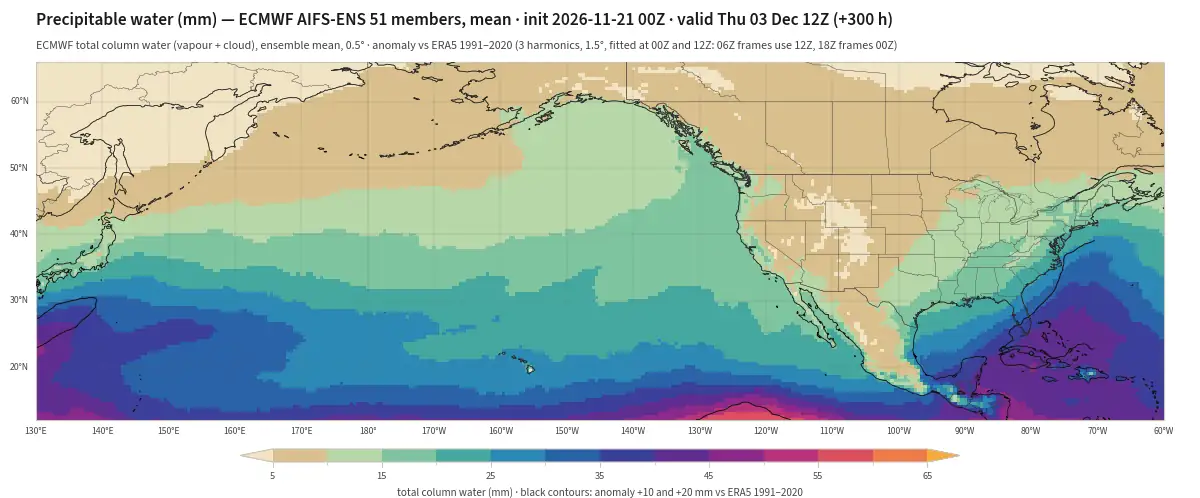 Precipitable water (mm) — ECMWF AIFS-ENS 51 members, mean · init 2026-11-21 00Z · valid Thu 03 Dec 12Z (+300 h)
ECMWF total column water (vapour + cloud), ensemble mean, 0.5° · anomaly vs ERA5 1991–2020 (3 harmonics, 1.5°, fitted at 00Z and 12Z: 06Z frames use 12Z, 18Z frames 00Z)
60°N
50°N
40°N
30°N
20°N
130°E 140°E 150°E 160°E 170°E 180° 170°W 160°W 150°W 140°W 130°W 120°W 110°W 100°W 90°W 80°W 70°W 60°W
5 15 25 35 45 55 65
total column water (mm) · black contours: anomaly +10 and +20 mm vs ERA5 1991–2020